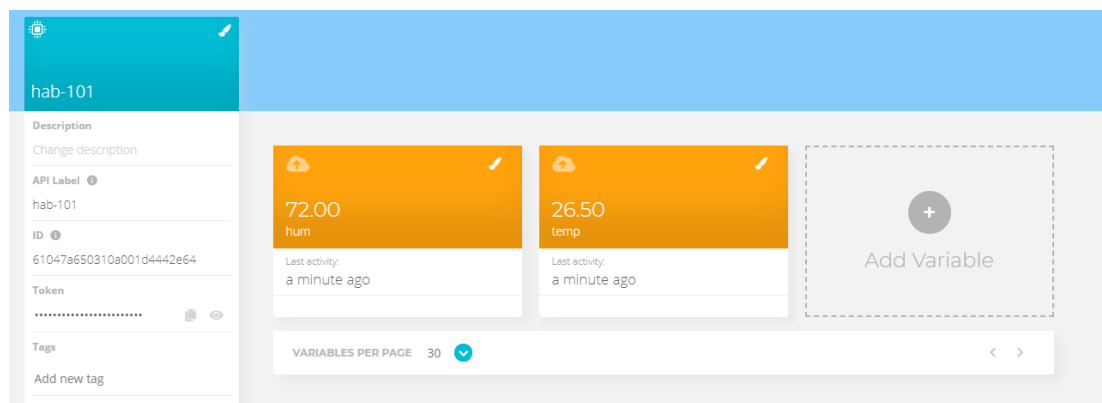 hab-101
Description
Change description
API Label
hab-101
ID
61047a650310a001d4442e64
Token
Tags
Add new tag
72.00
hum
Last activity:
a minute ago
26.50
temp
Last activity:
a minute ago
Add Variable
VARIABLES PER PAGE 30